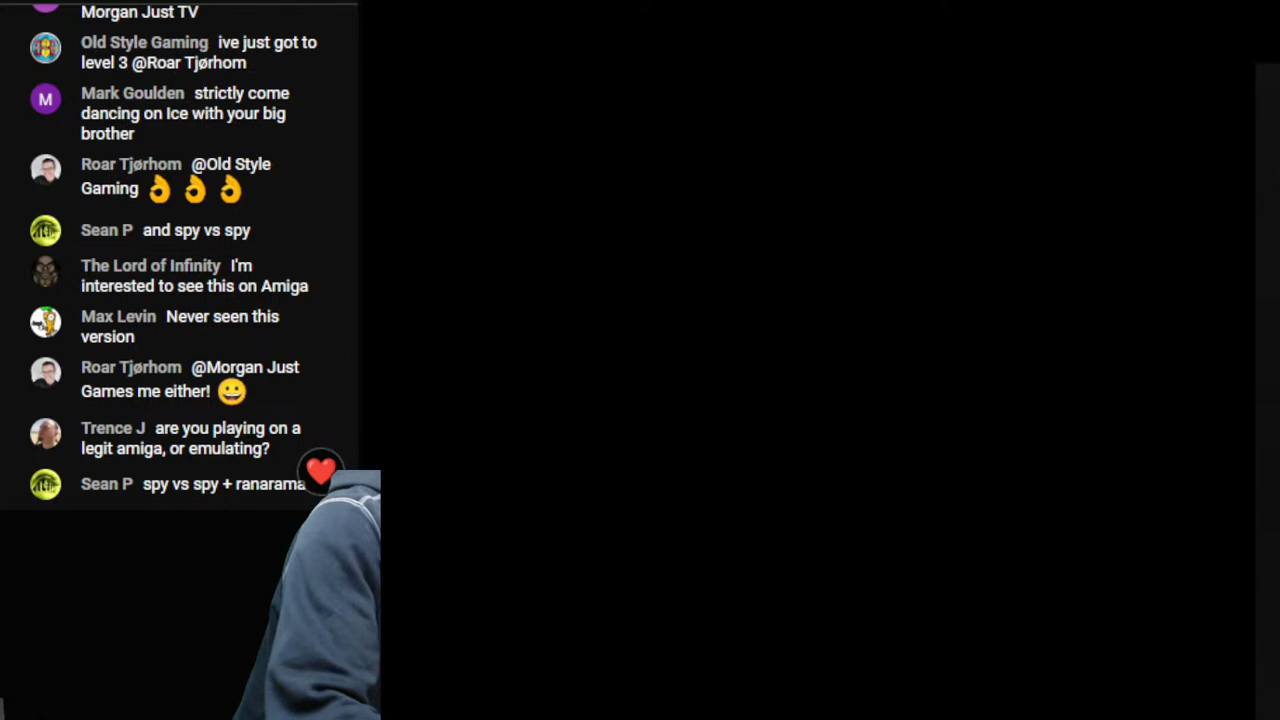 Morgan Just TV
Old Style Gaming ive just got to
level 3 @Roar Tjørhom
M
Mark Goulden strictly come
dancing on Ice with your big
brother
Roar Tjørhom @Old Style
Gaming 👌 👌 👌
Sean P and spy vs spy
The Lord of Infinity I'm
interested to see this on Amiga
Max Levin Never seen this
version
Roar Tjørhom @Morgan Just
Games me either! 😀
Trence J are you playing on a
legit amiga, or emulating?
Sean P spy vs spy + ranarama